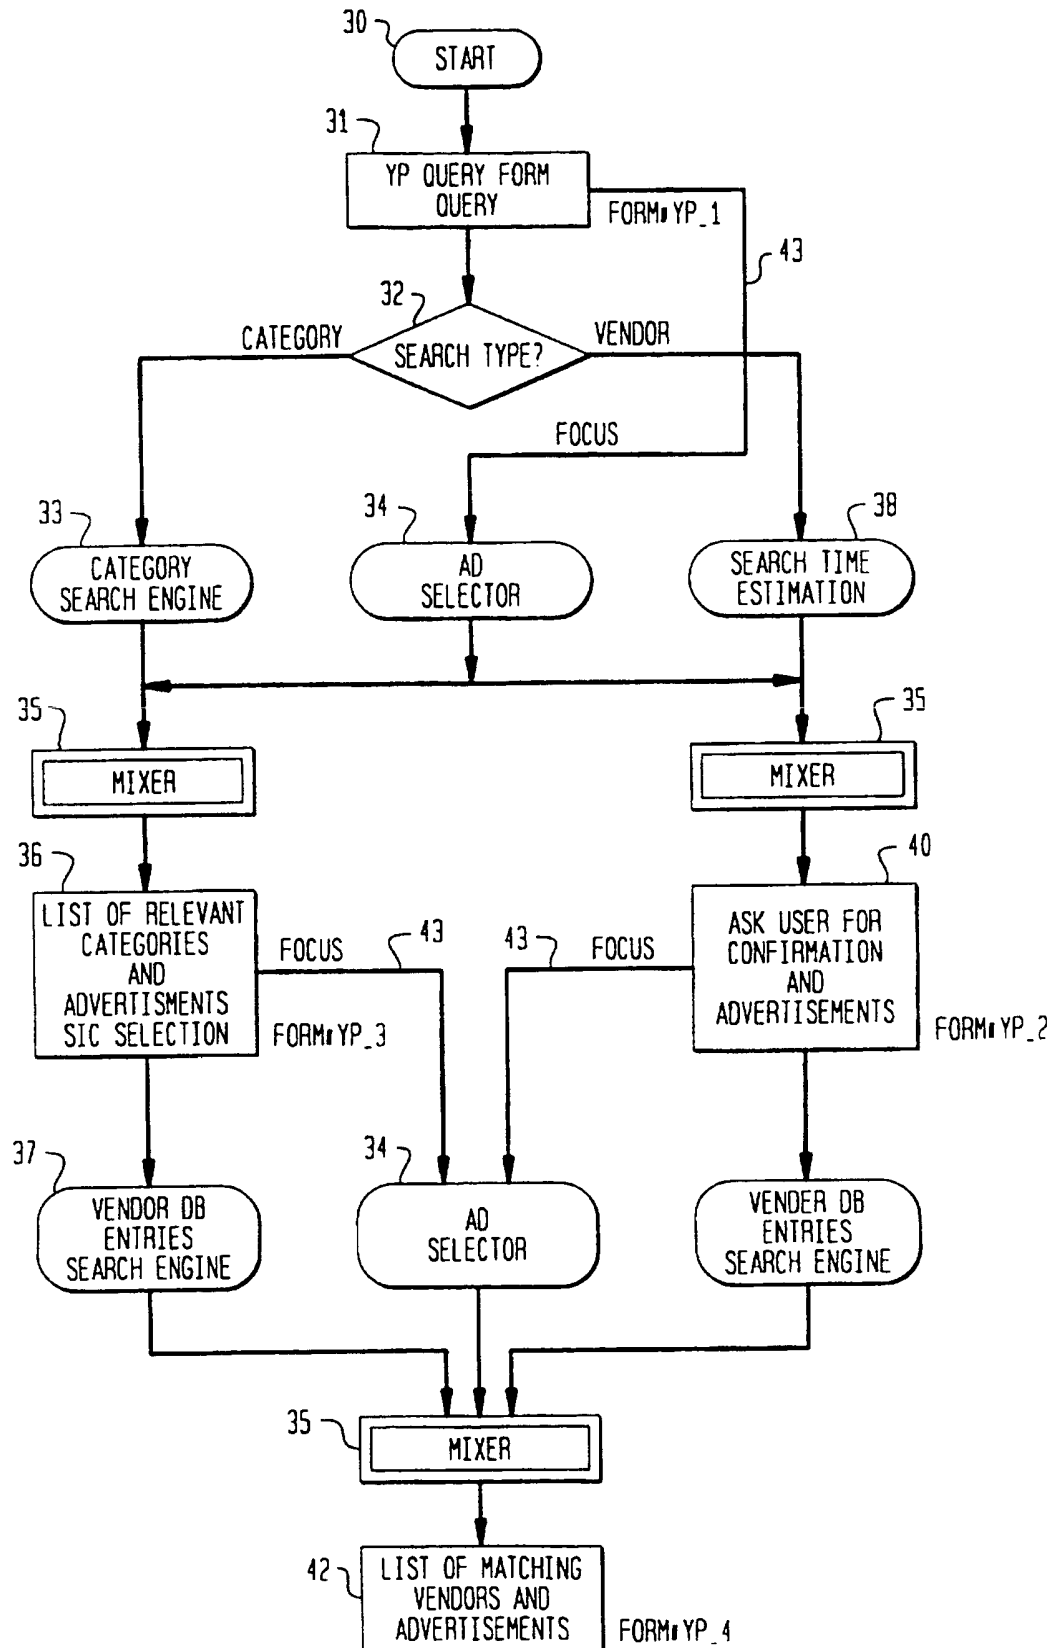 30
START
31
YP QUERY FORM
QUERY
FORM#YP_1
43
32
CATEGORY
SEARCH TYPE?
VENDOR
FOCUS
33
34
38
CATEGORY
SEARCH ENGINE
AD
SELECTOR
SEARCH TIME
ESTIMATION
35
35
MIXER
MIXER
36
40
LIST OF RELEVANT
CATEGORIES
AND
ADVERTISMENTS
SIC SELECTION
FOCUS
43
FORM#YP_3
43
FOCUS
ASK USER FOR
CONFIRMATION
AND
ADVERTISEMENTS
FORM#YP_2
37
34
VENDOR DB
ENTRIES
SEARCH ENGINE
AD
SELECTOR
VENDER DB
ENTRIES
SEARCH ENGINE
35
MIXER
42
LIST OF MATCHING
VENDORS AND
ADVERTISEMENTS
FORM#YP_4